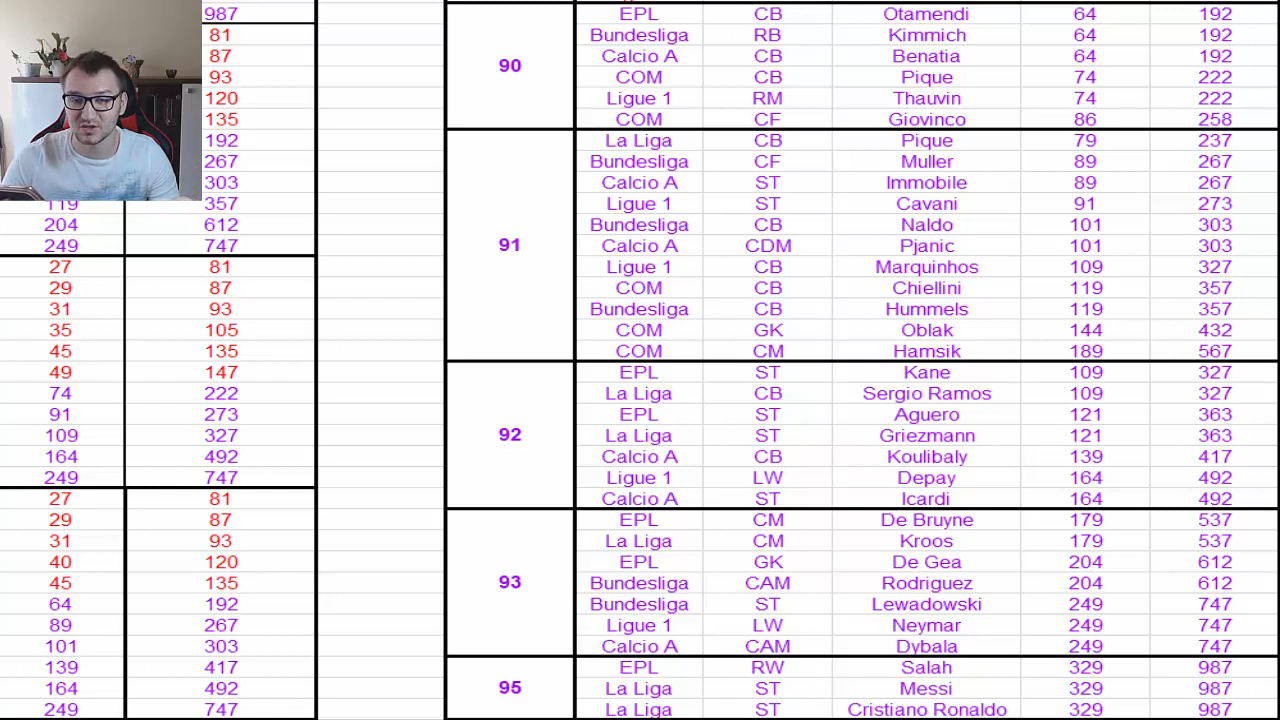 987 EPL CB Otamendi 64 192
81 Bundesliga RB Kimmich 64 192
87 90 Calcio A CB Benatia 64 192
93 COM CB Pique 74 222
120 Ligue 1 RM Thauvin 74 222
135 COM CF Giovinco 86 258
192 La Liga CB Pique 79 237
267 Bundesliga CF Muller 89 267
303 Calcio A ST Immobile 89 267
119 357 Ligue 1 ST Cavani 91 273
204 612 Bundesliga CB Naldo 101 303
249 747 91 Calcio A CDM Pjanic 101 303
27 81 Ligue 1 CB Marquinhos 109 327
29 87 COM CB Chiellini 119 357
31 93 Bundesliga CB Hummels 119 357
35 105 COM GK Oblak 144 432
45 135 COM CM Hamsik 189 567
49 147 EPL ST Kane 109 327
74 222 La Liga CB Sergio Ramos 109 327
91 273 EPL ST Aguero 121 363
109 327 92 La Liga ST Griezmann 121 363
164 492 Calcio A CB Koulibaly 139 417
249 747 Ligue 1 LW Depay 164 492
27 81 Calcio A ST Icardi 164 492
29 87 EPL CM De Bruyne 179 537
31 93 La Liga CM Kroos 179 537
40 120 EPL GK De Gea 204 612
45 135 93 Bundesliga CAM Rodriguez 204 612
64 192 Bundesliga ST Lewadowski 249 747
89 267 Ligue 1 LW Neymar 249 747
101 303 Calcio A CAM Dybala 249 747
139 417 EPL RW Salah 329 987
164 492 95 La Liga ST Messi 329 987
249 747 La Liga ST Cristiano Ronaldo 329 987